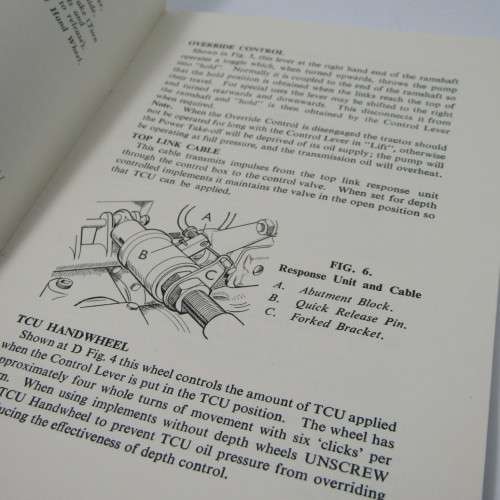 OVERRIDE CONTROL
Shown in Fig. 1, this lever at the right hand end of the ramshaft
operates a toggle which, when turned upwards, throws the pump
into "hold". Normally it is coupled to the end of the ramshaft so
that the hold position is obtained when the links reach the top of
their travel. For special uses the lever may be shifted to the right
and turned rearwards and downwards. This disconnects it from
the ramshaft and "hold" is then obtained by the Control Lever
when required.
Note. When the Override Control is disengaged the tractor should
not be operated for long with the Control Lever in "Lift", otherwise
the Power Take-off will be deprived of its oil supply; the pump will
be operating at full pressure, and the transmission oil will overheat.
TOP LINK CABLE
This cable transmits impulses from the top link response unit
through the control box to the control valve. When set for depth
controlled implements it maintains the valve in the open position so
that TCU can be applied.
A
B
C
FIG. 6.
Response Unit and Cable
A. Abutment Block.
B. Quick Release Pin.
C. Forked Bracket.
TCU HANDWHEEL
Shown at D Fig. 4 this wheel controls the amount of TCU applied
when the Control Lever is put in the TCU position. The wheel has
approximately four whole turns of movement with six 'clicks' per
When using implements without depth wheels UNSCREW
TCU Handwheel to prevent TCU oil pressure from overriding
the effectiveness of depth control.
Hand Wheel.